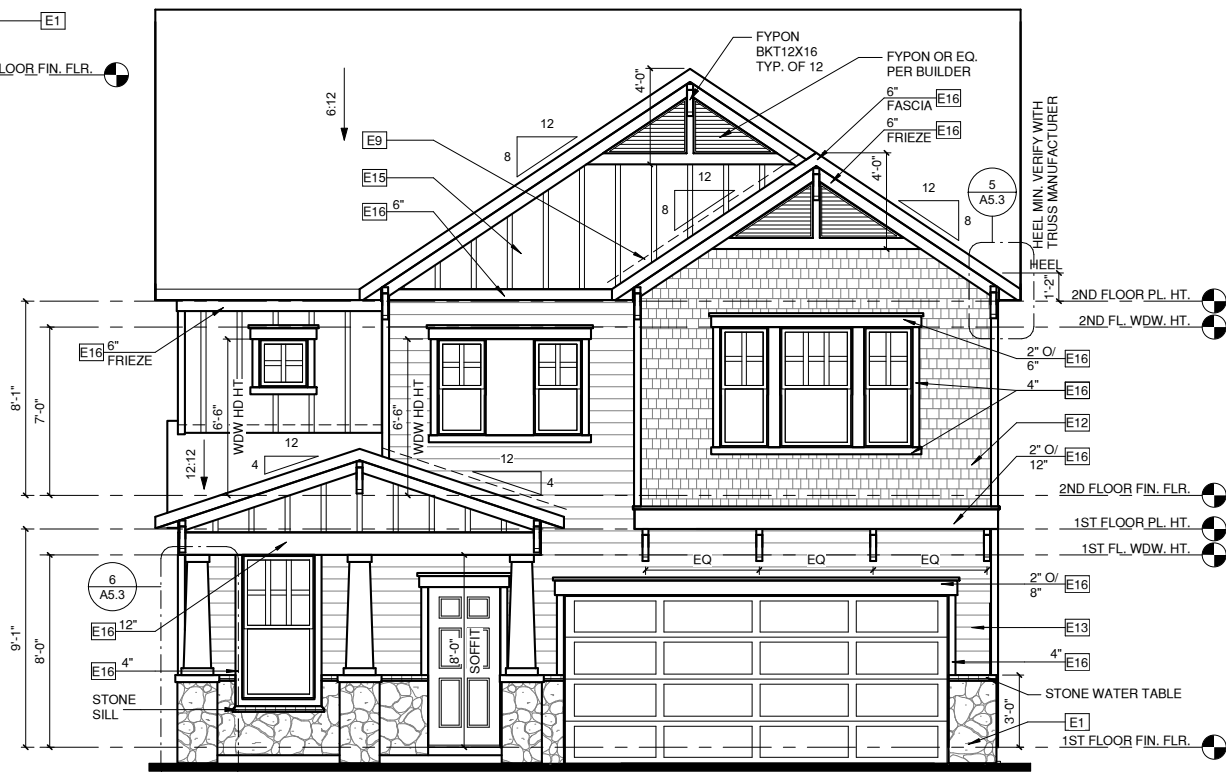 E1
LOOR FIN. FLR.
6:12
4'-0"
FYPON
BKT12X16
TYP. OF 12
FYPON OR EQ.
PER BUILDER
6"
FASCIA E16
6"
FRIEZE E16
HEEL MIN. VERIFY WITH
TRUSS MANUFACTURER
12
8
E9
E15
E16 6"
12
8
4'-0"
12
8
5
A5.3
HEEL
1'-2"
2ND FLOOR PL. HT.
2ND FL. WDW. HT.
E16 6"
FRIEZE
2" O/
6" E16
4" E16
8'-1"
7'-0"
6'-6"
WDW HD HT
6'-6"
WDW HD HT
E12
12:12
12
4
12
4
2" O/
12" E16
2ND FLOOR FIN. FLR.
1ST FLOOR PL. HT.
1ST FL. WDW. HT.
EQ
EQ
EQ
6
A5.3
2" O/
8" E16
E16 12"
E13
9'-1"
8'-0"
8'-0"
SOFFIT
4"
E16
E16 4"
STONE
SILL
STONE WATER TABLE
3'-0"
E1
1ST FLOOR FIN. FLR.